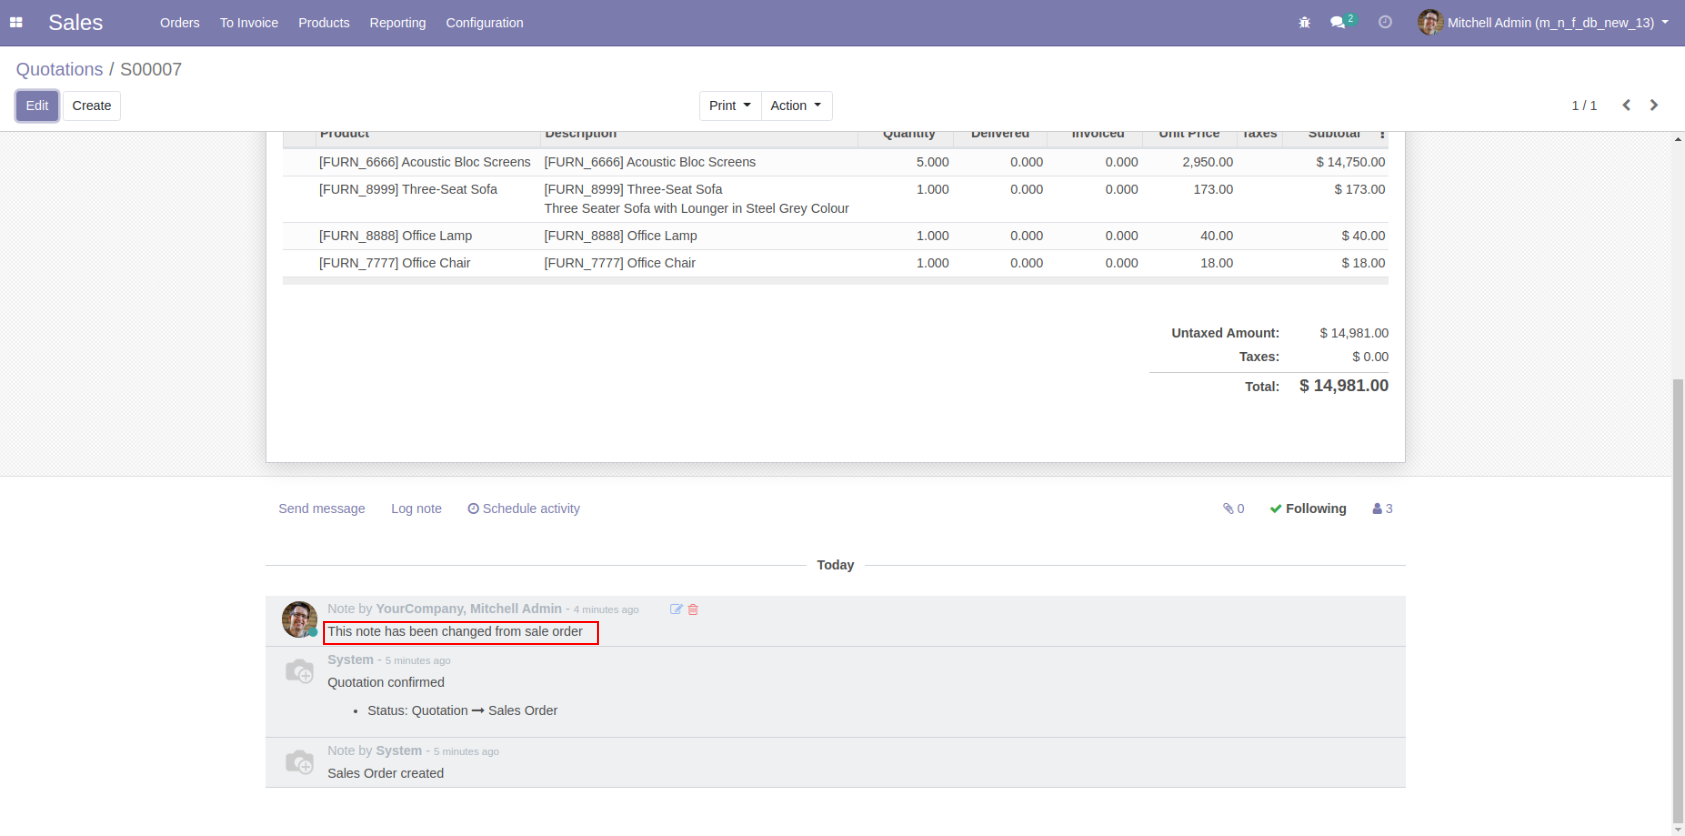 Sales Orders To Invoice Products Reporting Configuration 2 Mitchell Admin (m_n_f_db_new_13)
Quotations / S00007
Edit Create Print Action 1 / 1
Product Description Quantity Delivered Invoiced Unit Price Taxes Subtotal
[FURN_6666] Acoustic Bloc Screens [FURN_6666] Acoustic Bloc Screens 5.000 0.000 0.000 2,950.00 $ 14,750.00
[FURN_8999] Three-Seat Sofa [FURN_8999] Three-Seat Sofa 1.000 0.000 0.000 173.00 $ 173.00
Three Seater Sofa with Lounger in Steel Grey Colour
[FURN_8888] Office Lamp [FURN_8888] Office Lamp 1.000 0.000 0.000 40.00 $ 40.00
[FURN_7777] Office Chair [FURN_7777] Office Chair 1.000 0.000 0.000 18.00 $ 18.00
Untaxed Amount: $ 14,981.00
Taxes: $ 0.00
Total: $ 14,981.00
Send message Log note Schedule activity 0 Following 3
Today
Note by YourCompany, Mitchell Admin - 4 minutes ago
This note has been changed from sale order
System - 5 minutes ago
Quotation confirmed
• Status: Quotation → Sales Order
Note by System - 5 minutes ago
Sales Order created